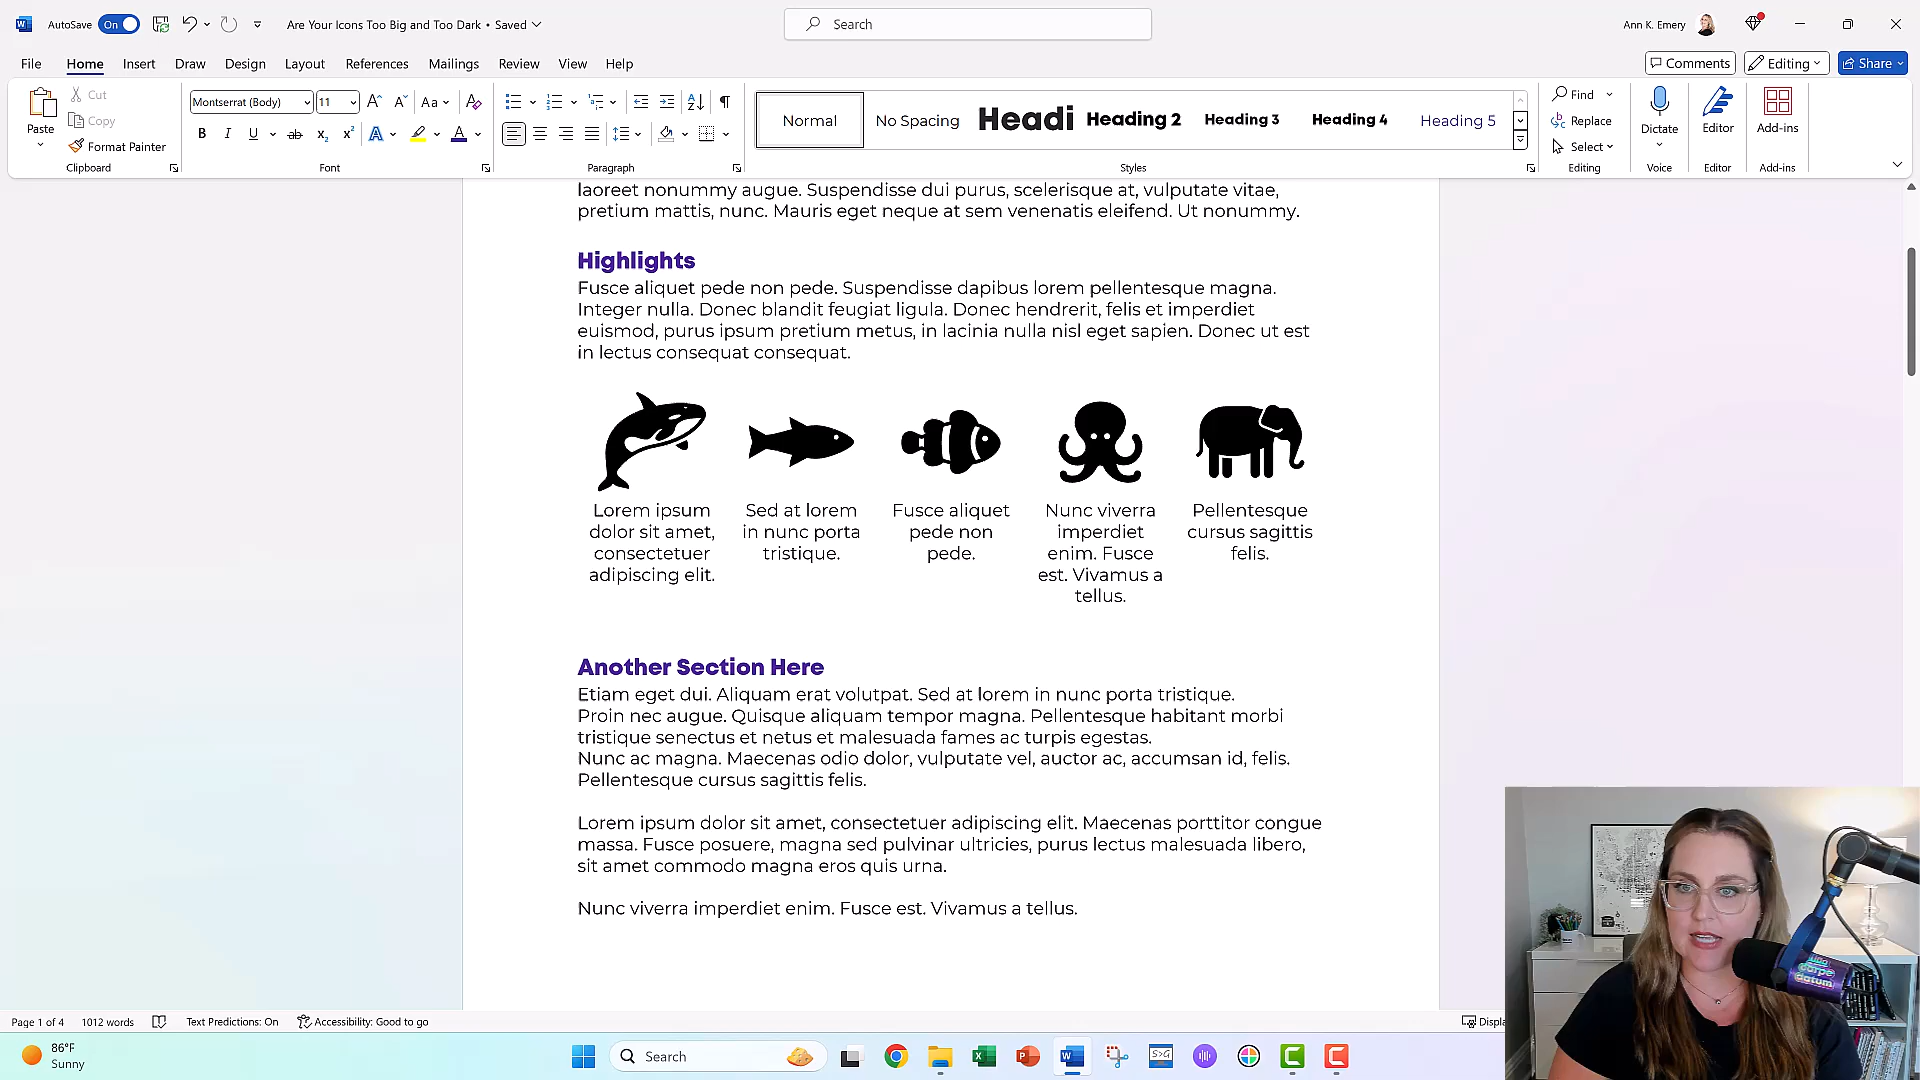 AutoSave
On
Are Your Icons Too Big and Too Dark • Saved
Search
Ann K. Emery
File
Home
Insert
Draw
Design
Layout
References
Mailings
Review
View
Help
Comments
Editing
Share
Paste
Cut
Copy
Format Painter
Clipboard
Montserrat (Body)
11
Font
Paragraph
Normal
No Spacing
Headi
Heading 2
Heading 3
Heading 4
Heading 5
Styles
Find
Replace
Select
Editing
Dictate
Voice
Editor
Editor
Add-ins
Add-ins
laoreet nonummy augue. Suspendisse dui purus, scelerisque at, vulputate vitae,
pretium mattis, nunc. Mauris eget neque at sem venenatis eleifend. Ut nonummy.
Highlights
Fusce aliquet pede non pede. Suspendisse dapibus lorem pellentesque magna.
Integer nulla. Donec blandit feugiat ligula. Donec hendrerit, felis et imperdiet
euismod, purus ipsum pretium metus, in lacinia nulla nisl eget sapien. Donec ut est
in lectus consequat consequat.
Lorem ipsum
dolor sit amet,
consectetuer
adipiscing elit.
Sed at lorem
in nunc porta
tristique.
Fusce aliquet
pede non
pede.
Nunc viverra
imperdiet
enim. Fusce
est. Vivamus a
tellus.
Pellentesque
cursus sagittis
felis.
Another Section Here
Etiam eget dui. Aliquam erat volutpat. Sed at lorem in nunc porta tristique.
Proin nec augue. Quisque aliquam tempor magna. Pellentesque habitant morbi
tristique senectus et netus et malesuada fames ac turpis egestas.
Nunc ac magna. Maecenas odio dolor, vulputate vel, auctor ac, accumsan id, felis.
Pellentesque cursus sagittis felis.
Lorem ipsum dolor sit amet, consectetuer adipiscing elit. Maecenas porttitor congue
massa. Fusce posuere, magna sed pulvinar ultricies, purus lectus malesuada libero,
sit amet commodo magna eros quis urna.
Nunc viverra imperdiet enim. Fusce est. Vivamus a tellus.
carpe
datum
Page 1 of 4
1012 words
Text Predictions: On
Accessibility: Good to go
Displa
86°F
Sunny
Search